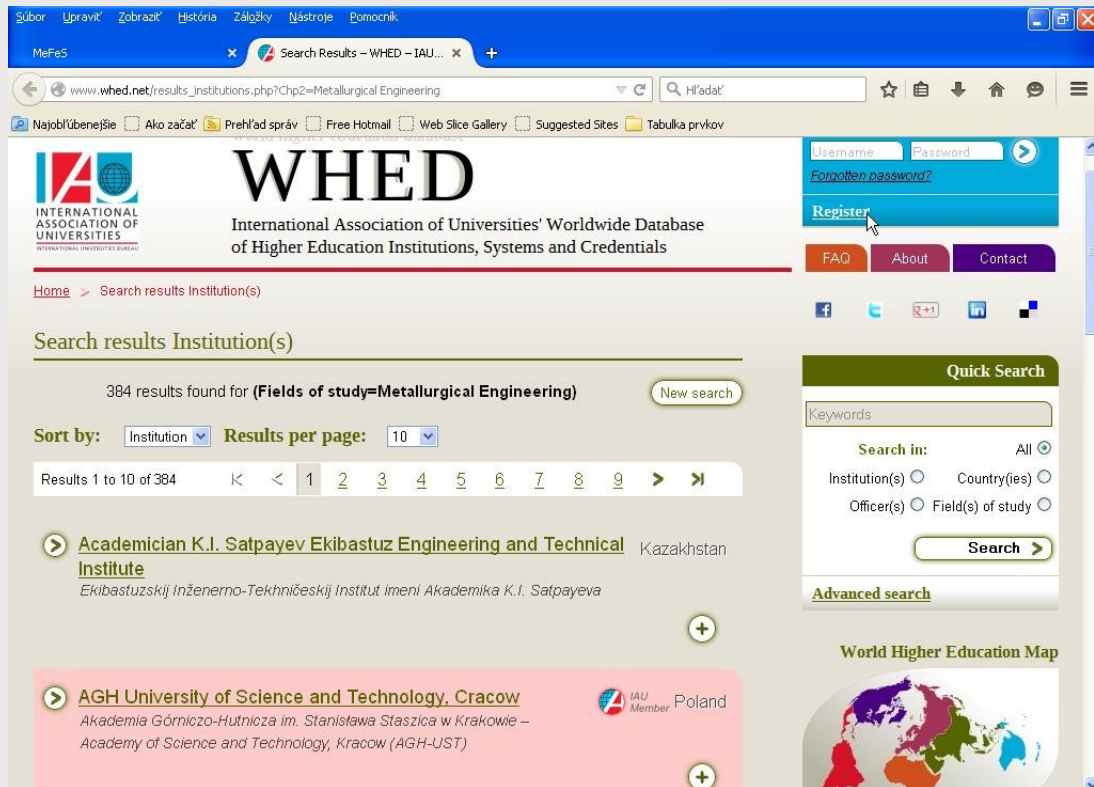 Súbor Upraviť Zobraziť História Záložky Nástroje Pomocník
MeFeS
Search Results – WHED – IAU...
www.whed.net/results_institutions.php?Chp2=Metallurgical Engineering
Hľadať
Najobľúbenejšie Ako začať Prehľad správ Free Hotmail Web Slice Gallery Suggested Sites Tabulka prvkov
INTERNATIONAL
ASSOCIATION OF
UNIVERSITIES
WHED
International Association of Universities' Worldwide Database
of Higher Education Institutions, Systems and Credentials
Username Password
Forgotten password?
Register
FAQ About Contact
Home > Search results Institution(s)
Search results Institution(s)
384 results found for (Fields of study=Metallurgical Engineering)
New search
Sort by: Institution Results per page: 10
Results 1 to 10 of 384 1 2 3 4 5 6 7 8 9
Academician K.I. Satpayev Ekibastuz Engineering and Technical
Institute
Kazakhstan
Ekibastuzskij Inženerno-Tekhničeskij Institut imeni Akademika K.I. Satpayeva
AGH University of Science and Technology, Cracow
IAU
Member
Poland
Akademia Górniczo-Hutnicza im. Stanisława Staszica w Krakowie –
Academy of Science and Technology, Kracow (AGH-UST)
+1
Quick Search
Keywords
Search in: All
Institution(s) Country(ies)
Officer(s) Field(s) of study
Search
Advanced search
World Higher Education Map